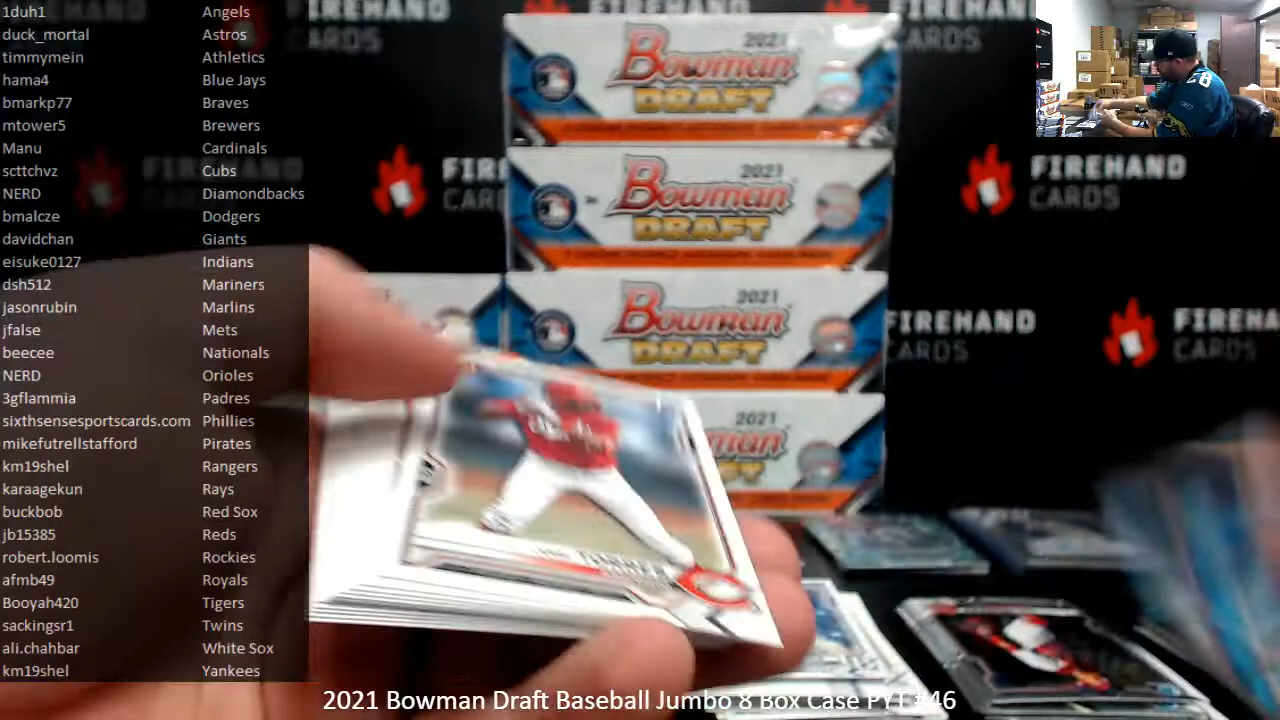 1duh1 Angels
duck_mortal Astros
timmymein Athletics
hama4 Blue Jays
bmarkp77 Braves
mtower5 Brewers
Manu Cardinals
scttchvz Cubs
NERD Diamondbacks
bmalcze Dodgers
davidchan Giants
eisuke0127 Indians
dsh512 Mariners
jasonrubin Marlins
jfalse Mets
beecee Nationals
NERD Orioles
3gflammia Padres
sixthsensesportscards.com Phillies
mikefutrellstafford Pirates
km19shel Rangers
karaagekun Rays
buckbob Red Sox
jb15385 Reds
robert.loomis Rockies
afmb49 Royals
Booyah420 Tigers
sackingsr1 Twins
ali.chahbar White Sox
km19shel Yankees
FIREHAND
CARDS
FIREHAND
FIREHAND
CARDS
FIREHAND
CARDS
FIREHAND
CARDS
2021
Bowman
DRAFT
2021
Bowman
DRAFT
2021
Bowman
DRAFT
2021
2021 Bowman Draft Baseball Jumbo 8 Box Case PYT #46